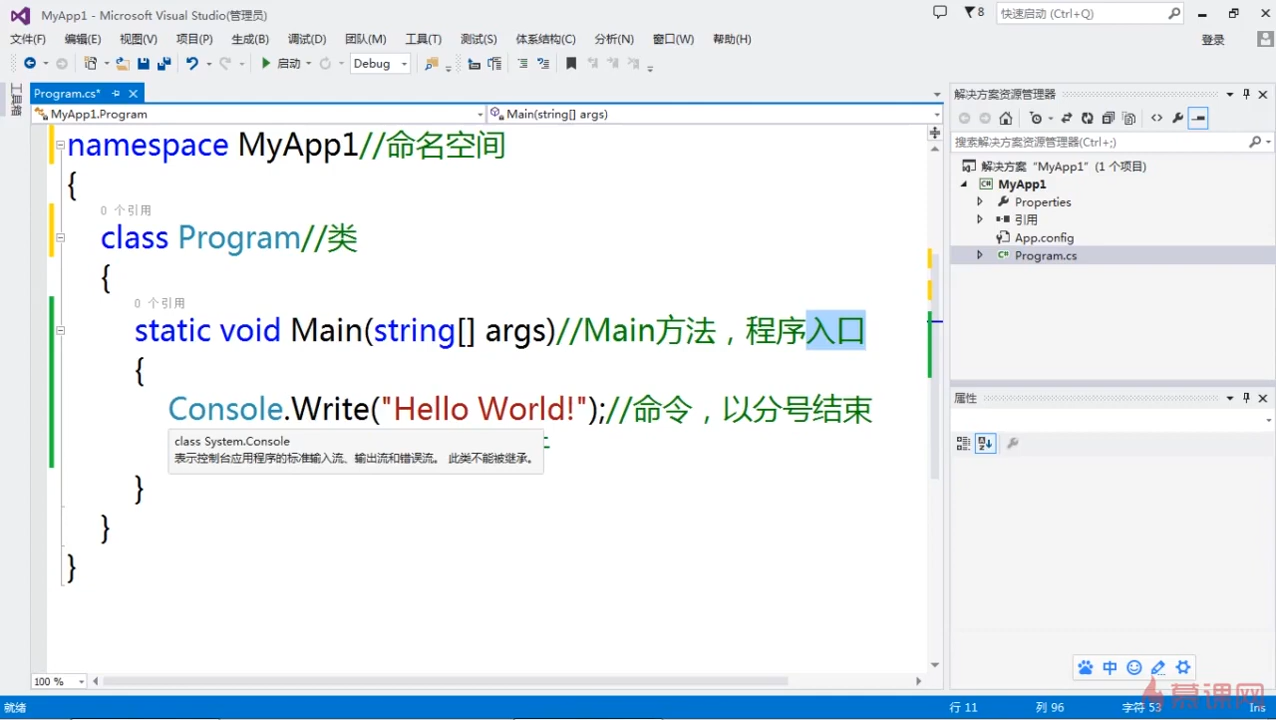 MyApp1 - Microsoft Visual Studio(管理员)
8
快速启动 (Ctrl+Q)
文件(F) 编辑(E) 视图(V) 项目(P) 生成(B) 调试(D) 团队(M) 工具(T) 测试(S) 体系结构(C) 分析(N) 窗口(W) 帮助(H)
登录
启动 Debug
工具箱
Program.cs*
MyApp1.Program
Main(string[] args)
namespace MyApp1//命名空间
{
0 个引用
class Program//类
{
0 个引用
static void Main(string[] args)//Main方法，程序入口
{
Console.Write("Hello World!");//命令，以分号结束
class System.Console
表示控制台应用程序的标准输入流、输出流和错误流。 此类不能被继承。
}
}
}
100 %
解决方案资源管理器
搜索解决方案资源管理器(Ctrl+;)
解决方案 "MyApp1" (1 个项目)
MyApp1
Properties
引用
App.config
Program.cs
属性
中
慕课网
就绪
行 11
列 96
字符 53
Ins